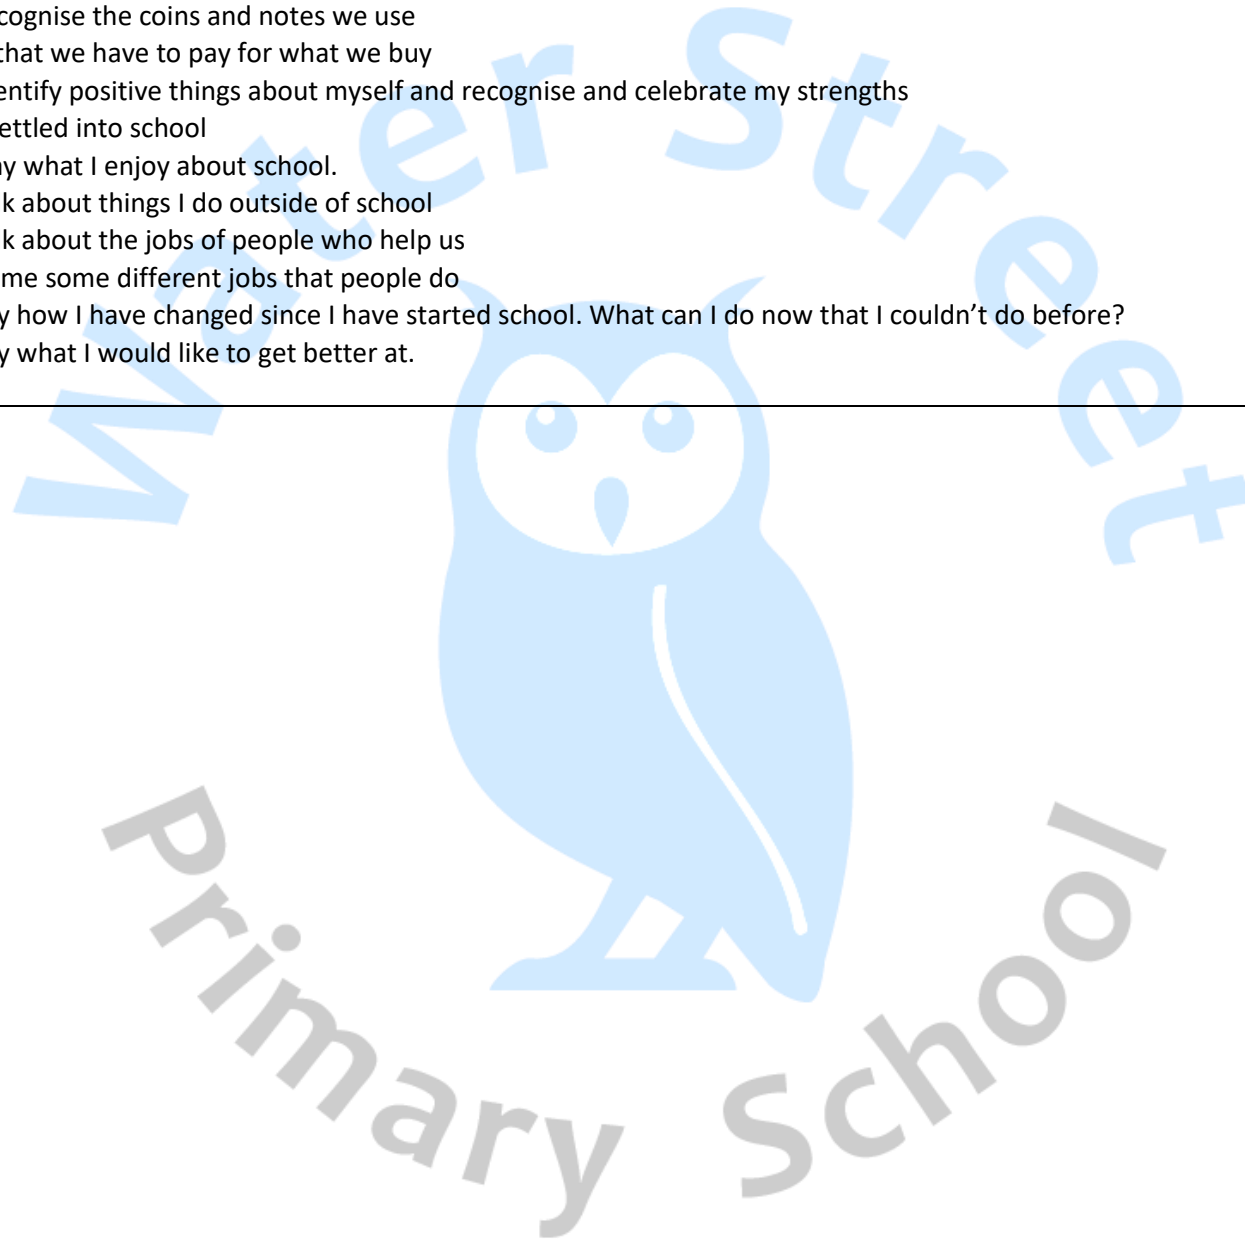 cognise the coins and notes we use
that we have to pay for what we buy
entify positive things about myself and recognise and celebrate my strengths
ettled into school
ay what I enjoy about school.
k about things I do outside of school
k about the jobs of people who help us
me some different jobs that people do
y how I have changed since I have started school. What can I do now that I couldn’t do before?
y what I would like to get better at.
Water Street
Primary School